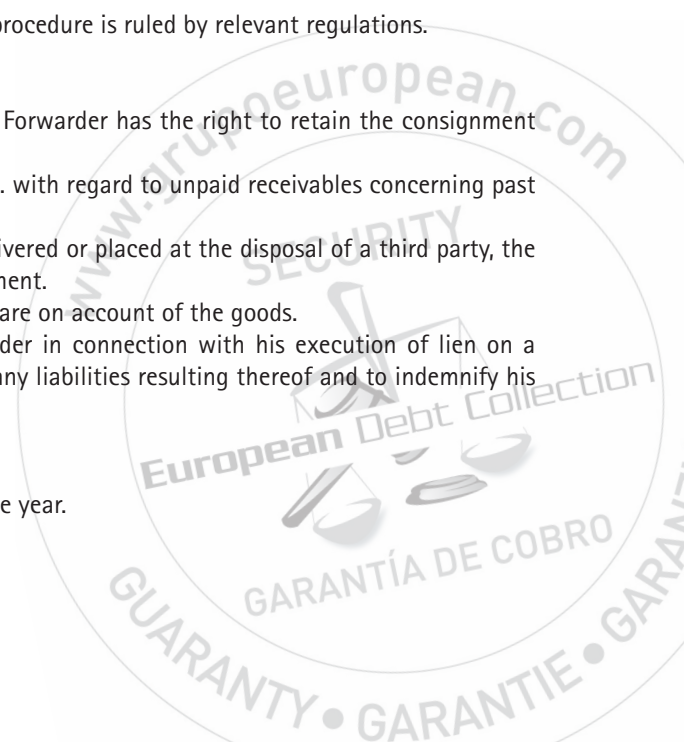 procedure is ruled by relevant regulations.
Forwarder has the right to retain the consignment
. with regard to unpaid receivables concerning past
ivered or placed at the disposal of a third party, the
ment.
are on account of the goods.
der in connection with his execution of lien on a
any liabilities resulting thereof and to indemnify his
e year.
www.grupoeuropean.com
SECURITY
European Debt Collection
GARANTÍA DE COBRO
GUARANTY • GARANTIE • GARANTI